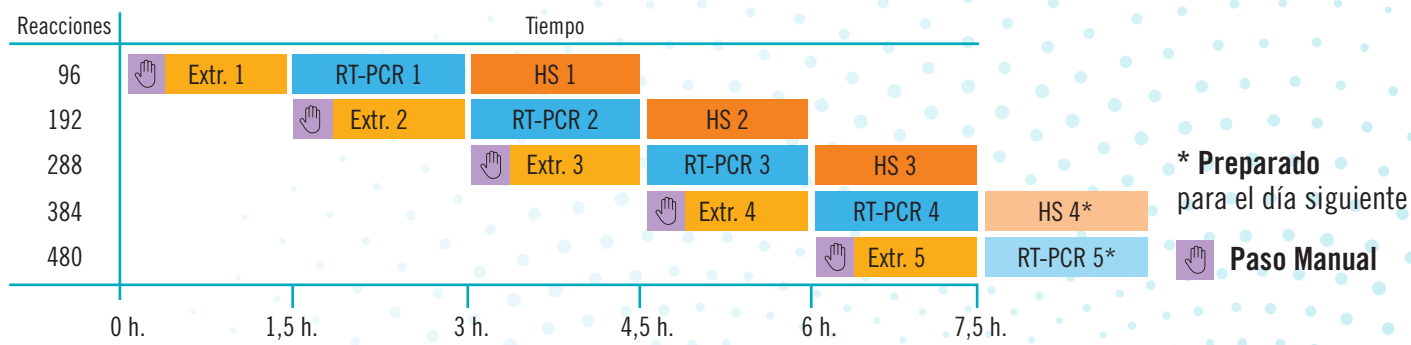 Reacciones Tiempo
96 Extr. 1 RT-PCR 1 HS 1
192 Extr. 2 RT-PCR 2 HS 2
288 Extr. 3 RT-PCR 3 HS 3
384 Extr. 4 RT-PCR 4 HS 4*
480 Extr. 5 RT-PCR 5*
0 h. 1,5 h. 3 h. 4,5 h. 6 h. 7,5 h.
* Preparado
para el día siguiente
Paso Manual